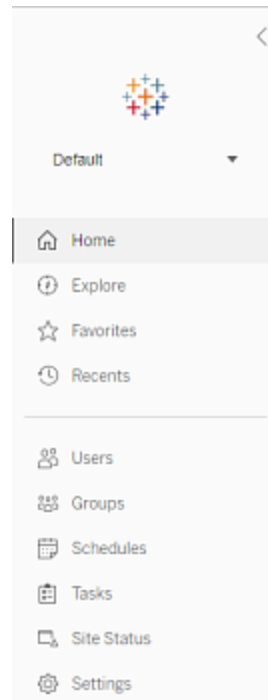 Default
Home
Explore
Favorites
Recents
Users
Groups
Schedules
Tasks
Site Status
Settings